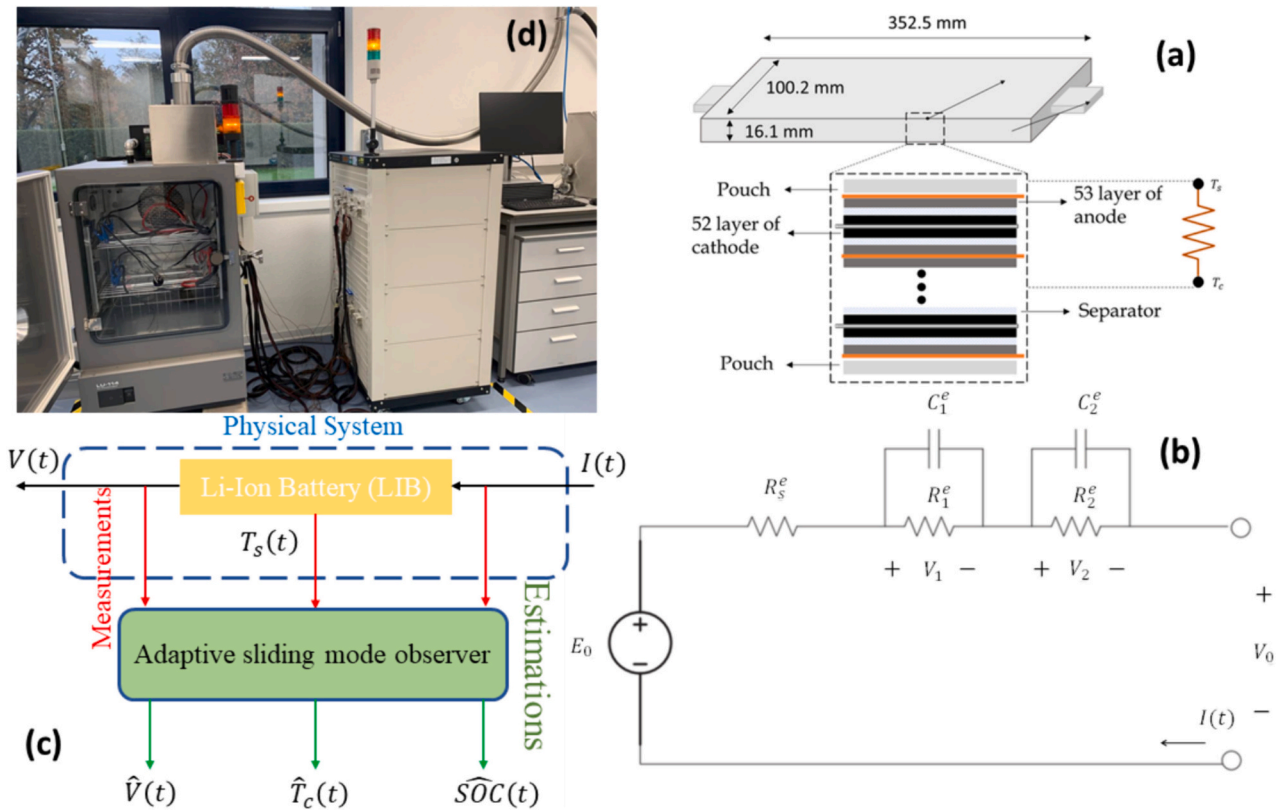 (d)
(a)
352.5 mm
100.2 mm
16.1 mm
Pouch
53 layer of
anode
52 layer of
cathode
Separator
Pouch
T_s
T_c
(b)
C_1^e
C_2^e
R_s^e
R_1^e
R_2^e
+ V_1 −
+ V_2 −
E_0
+
−
+
V_0
−
I(t)
Physical System
V(t)
I(t)
Li-Ion Battery (LIB)
T_s(t)
Measurements
Estimations
Adaptive sliding mode observer
(c)
V̂(t)
T̂_c(t)
SOĈ(t)